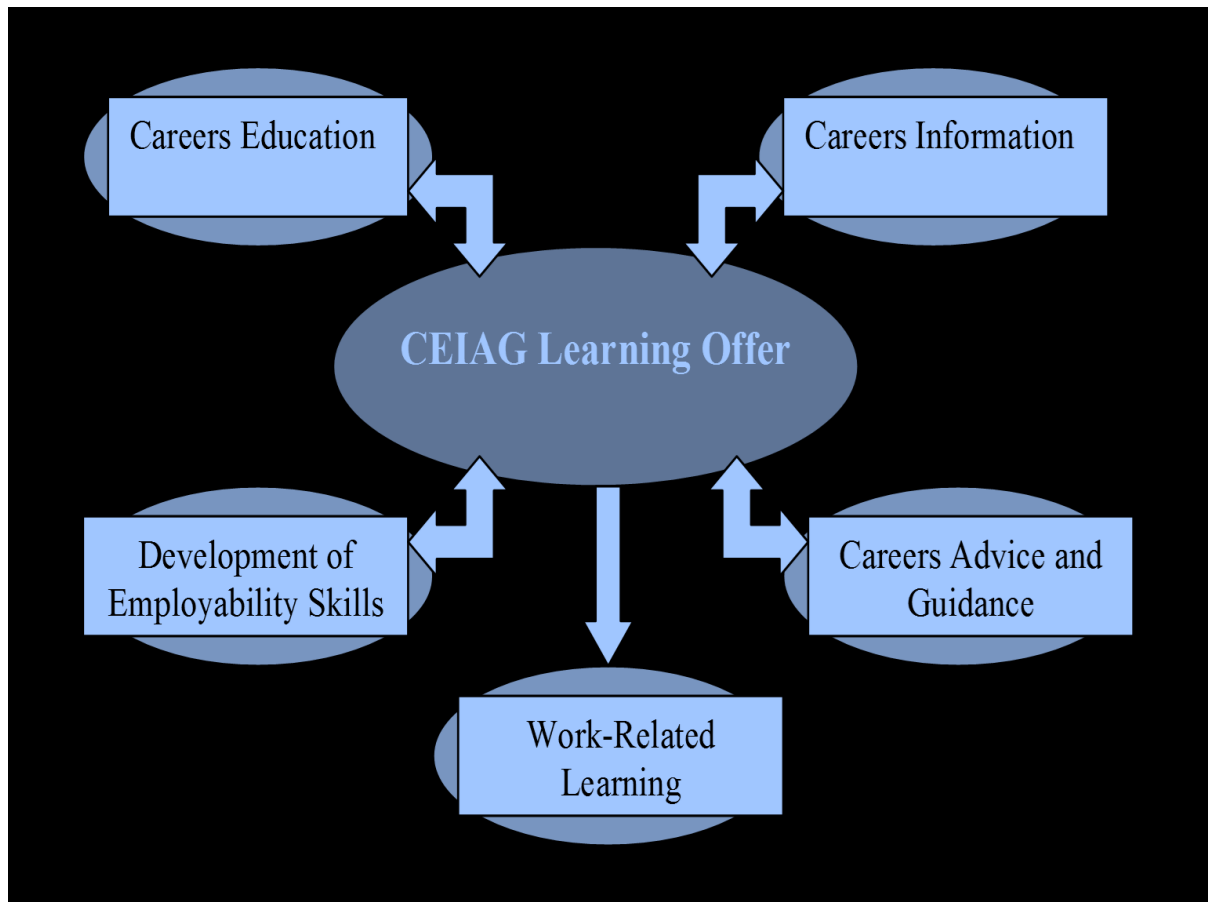 Careers Education
Careers Information
CEIAG Learning Offer
Development of
Employability Skills
Careers Advice and
Guidance
Work-Related
Learning